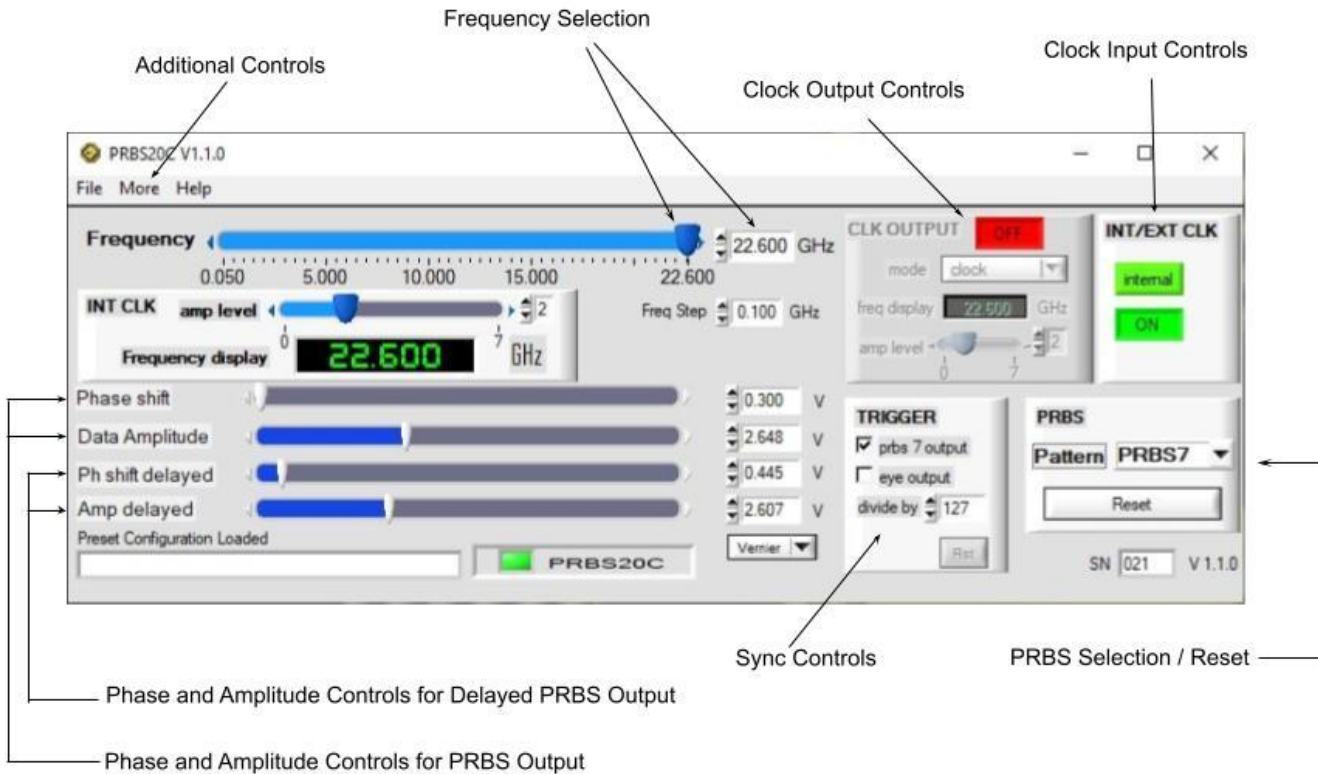 Frequency Selection
Additional Controls
Clock Input Controls
Clock Output Controls
PRBS20C V1.1.0
File More Help
Frequency 22.600 GHz
0.050 5.000 10.000 15.000 22.600
INT CLK amp level 2
0 7
Frequency display 22.600 GHz
Freq Step 0.100 GHz
CLK OUTPUT OFF
mode clock
freq display 22.600 GHz
amp level 2
0 7
INT/EXT CLK
internal
ON
Phase shift 0.300 V
Data Amplitude 2.648 V
Ph shift delayed 0.445 V
Amp delayed 2.607 V
Preset Configuration Loaded
PRBS20C
Vernier
TRIGGER
prbs 7 output
eye output
divide by 127
Rst
PRBS
Pattern PRBS7
Reset
SN 021 V 1.1.0
Sync Controls
PRBS Selection / Reset
Phase and Amplitude Controls for Delayed PRBS Output
Phase and Amplitude Controls for PRBS Output